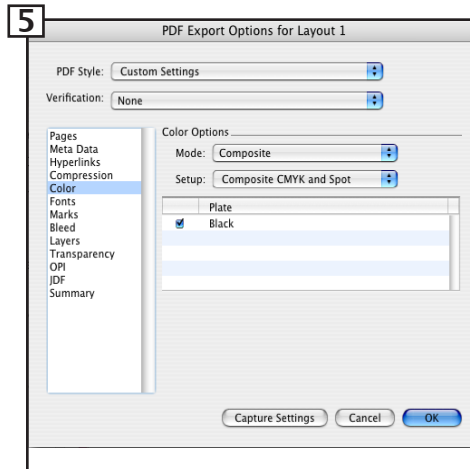 5
PDF Export Options for Layout 1
PDF Style: Custom Settings
Verification: None
Pages
Meta Data
Hyperlinks
Compression
Color
Fonts
Marks
Bleed
Layers
Transparency
OPI
JDF
Summary
Color Options
Mode: Composite
Setup: Composite CMYK and Spot
Plate
Black
Capture Settings Cancel OK